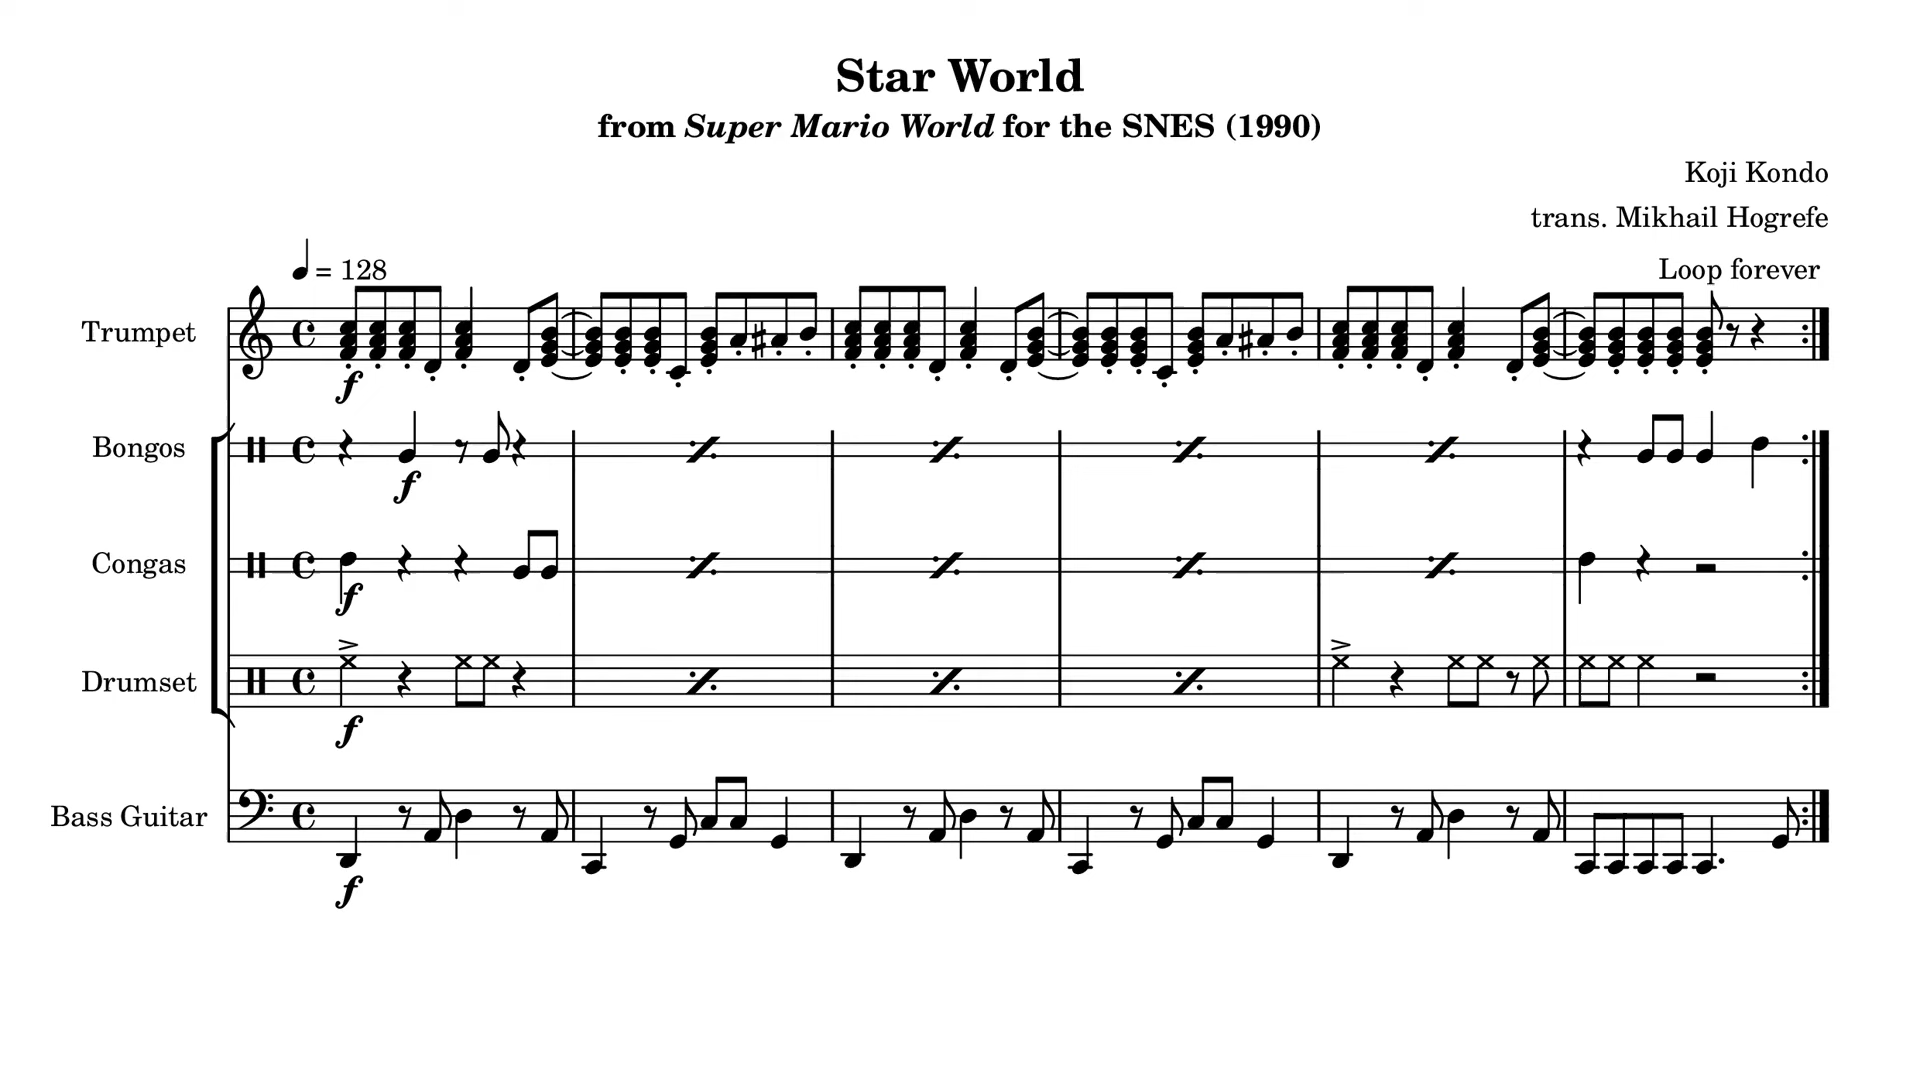 Star World
from Super Mario World for the SNES (1990)
Koji Kondo
trans. Mikhail Hogrefe
= 128
Loop forever
Trumpet
f
Bongos
f
Congas
f
Drumset
f
Bass Guitar
f